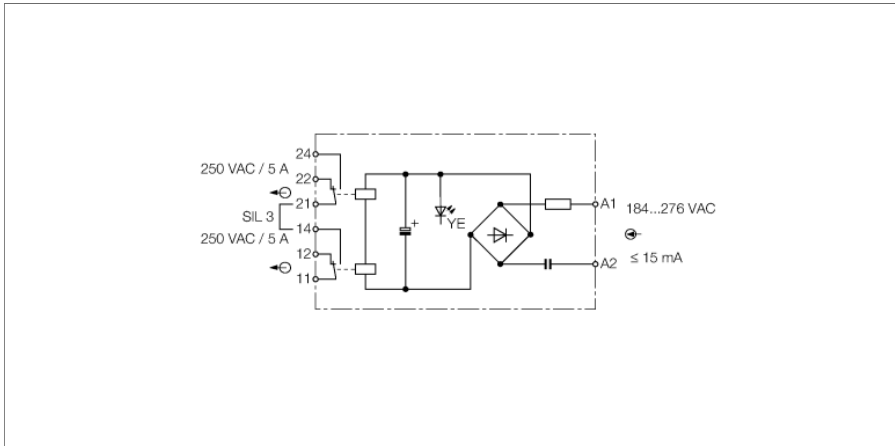 24
250 VAC / 5 A
22
21
SIL 3
14
250 VAC / 5 A
12
11
+
YE
A1
184...276 VAC
A2
≤ 15 mA